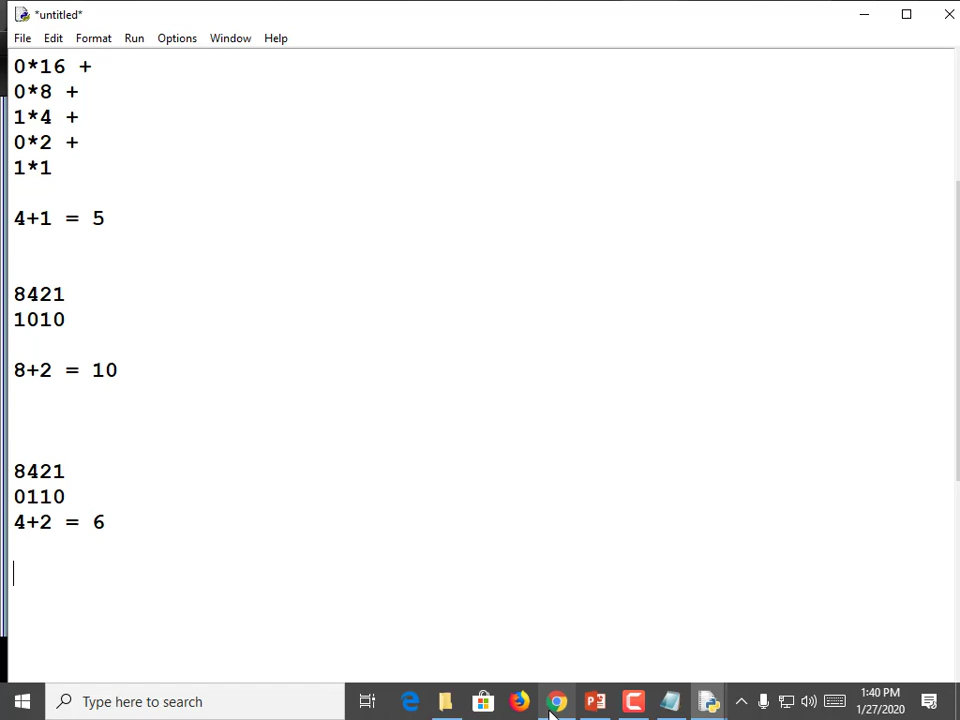 *untitled*
File Edit Format Run Options Window Help
0*16 +
0*8 +
1*4 +
0*2 +
1*1
4+1 = 5
8421
1010
8+2 = 10
8421
0110
4+2 = 6
Type here to search
1:40 PM
1/27/2020